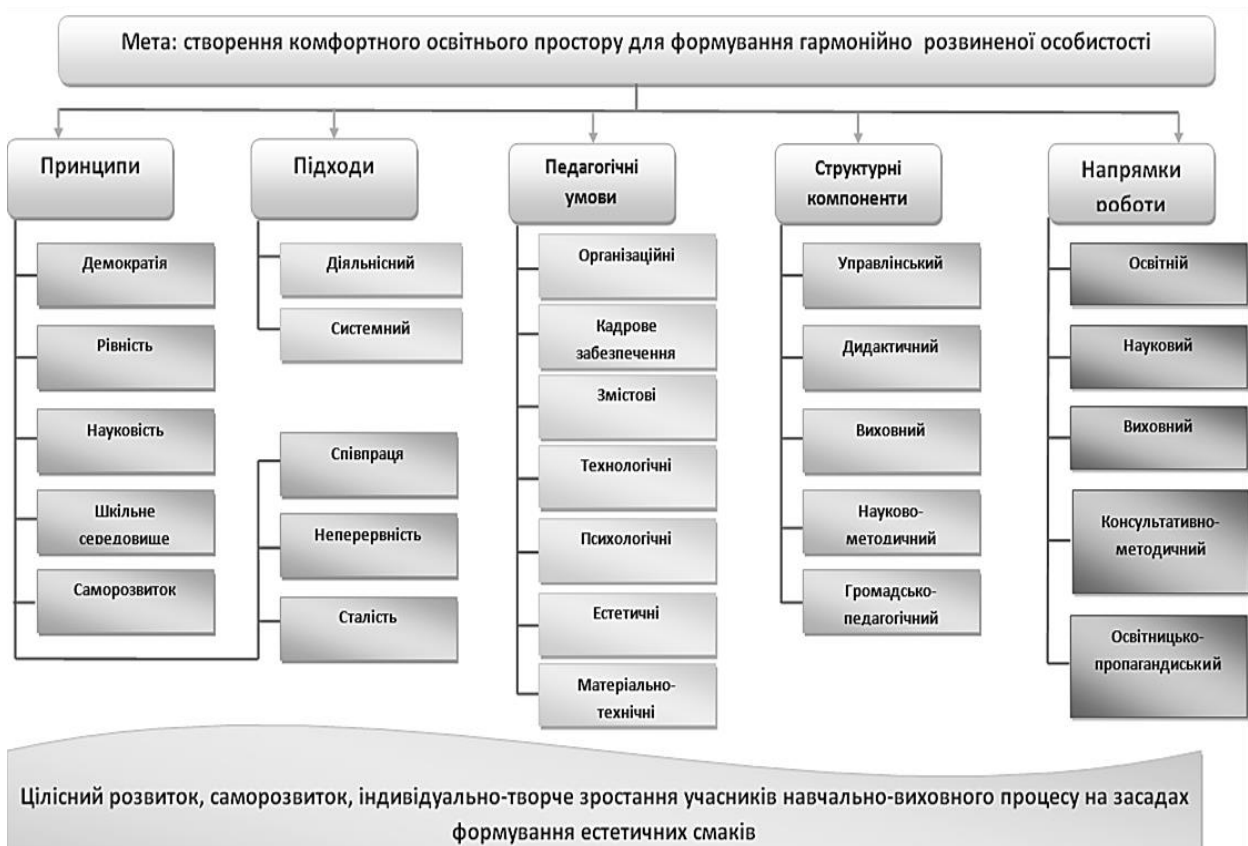 Мета: створення комфортного освітнього простору для формування гармонійно розвиненої особистості
Принципи
Демократія
Рівність
Науковість
Шкільне
середовище
Саморозвиток
Підходи
Діяльнісний
Системний
Співпраця
Неперервність
Сталість
Педагогічні
умови
Організаційні
Кадрове
забезпечення
Змістові
Технологічні
Психологічні
Естетичні
Матеріально-
технічні
Структурні
компоненти
Управлінський
Дидактичний
Виховний
Науково-
методичний
Громадсько-
педагогічний
Напрямки
роботи
Освітній
Науковий
Виховний
Консультативно-
методичний
Освітницько-
пропагандиський
Цілісний розвиток, саморозвиток, індивідуально-творче зростання учасників навчально-виховного процесу на засадах
формування естетичних смаків